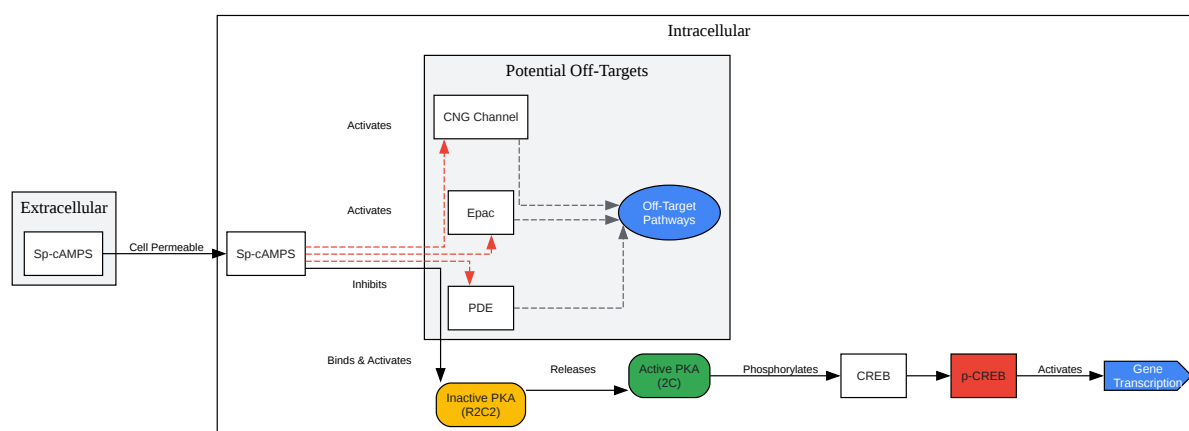 Intracellular
Potential Off-Targets
CNG Channel
Activates
Extracellular
Sp-cAMPS
Cell Permeable
Sp-cAMPS
Activates
Epac
Off-Target
Pathways
Inhibits
PDE
Binds & Activates
Inactive PKA
(R2C2)
Releases
Active PKA
(2C)
Phosphorylates
CREB
p-CREB
Activates
Gene
Transcription